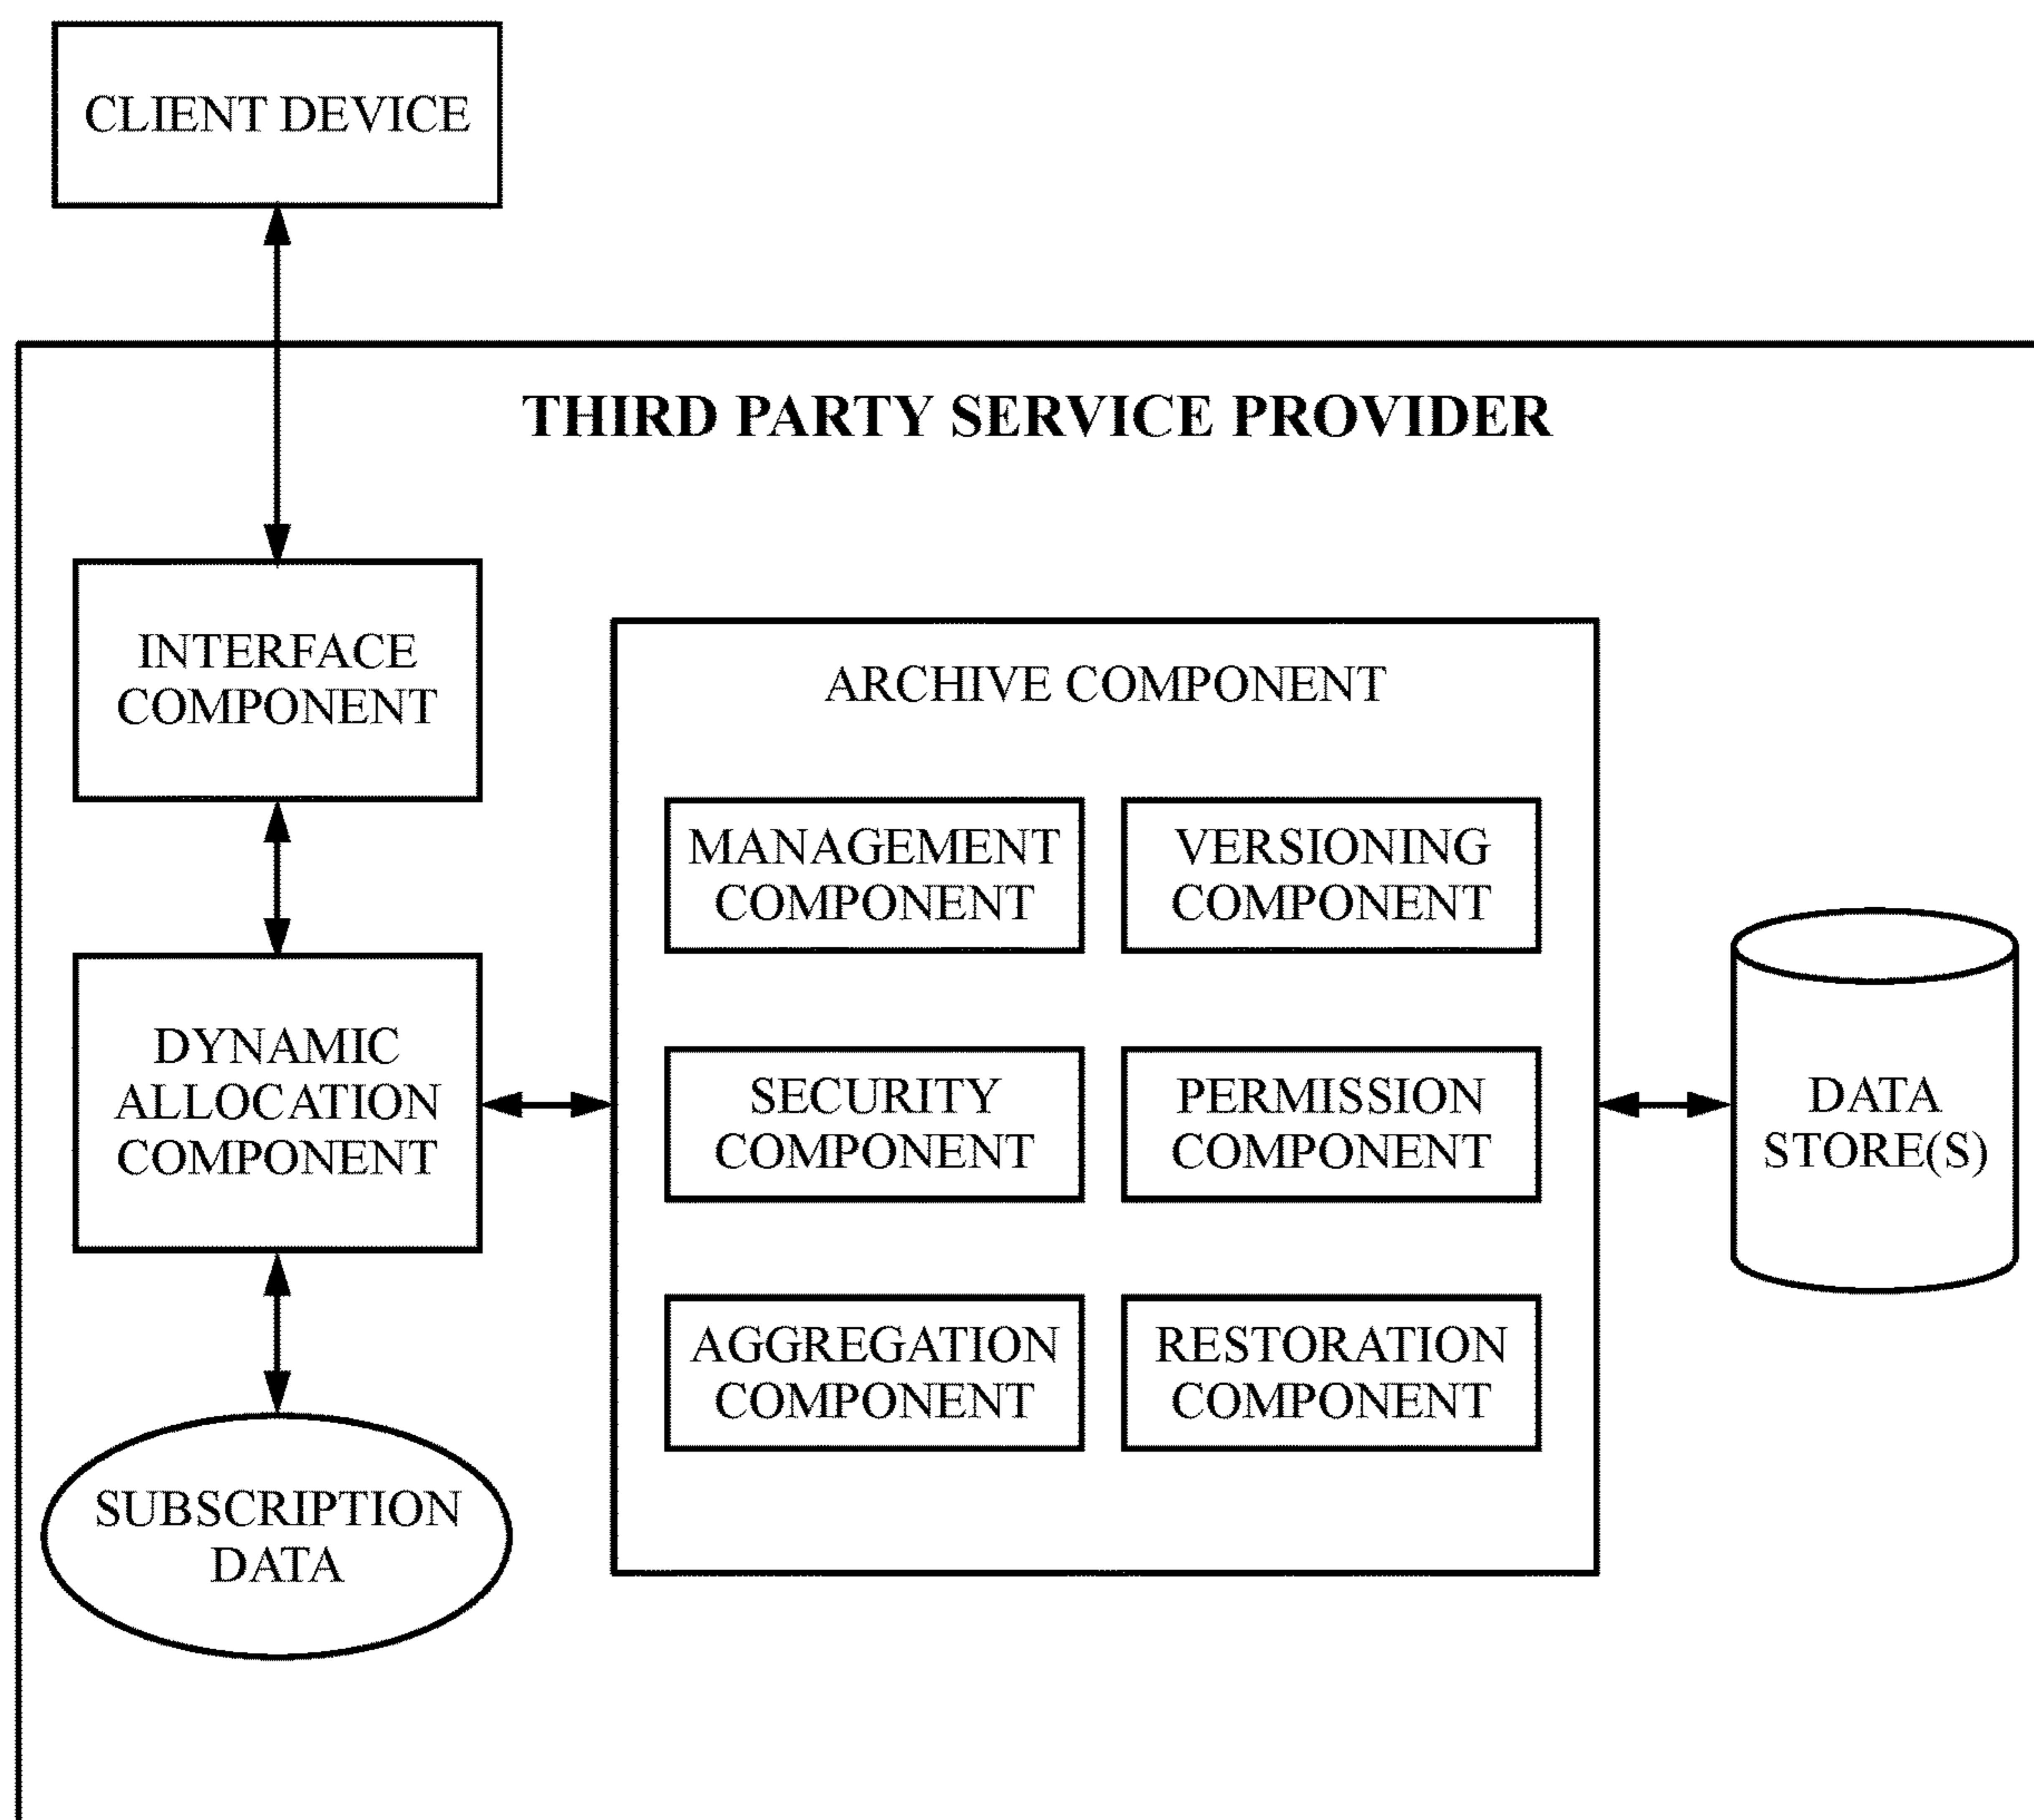 CLIENT DEVICE
THIRD PARTY SERVICE PROVIDER
INTERFACE
COMPONENT
DYNAMIC
ALLOCATION
COMPONENT
SUBSCRIPTION
DATA
ARCHIVE COMPONENT
MANAGEMENT
COMPONENT
VERSIONING
COMPONENT
SECURITY
COMPONENT
PERMISSION
COMPONENT
AGGREGATION
COMPONENT
RESTORATION
COMPONENT
DATA
STORE(S)